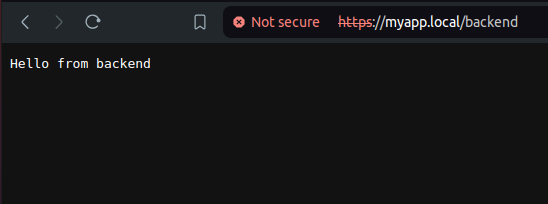 Not secure https://myapp.local/backend
Hello from backend